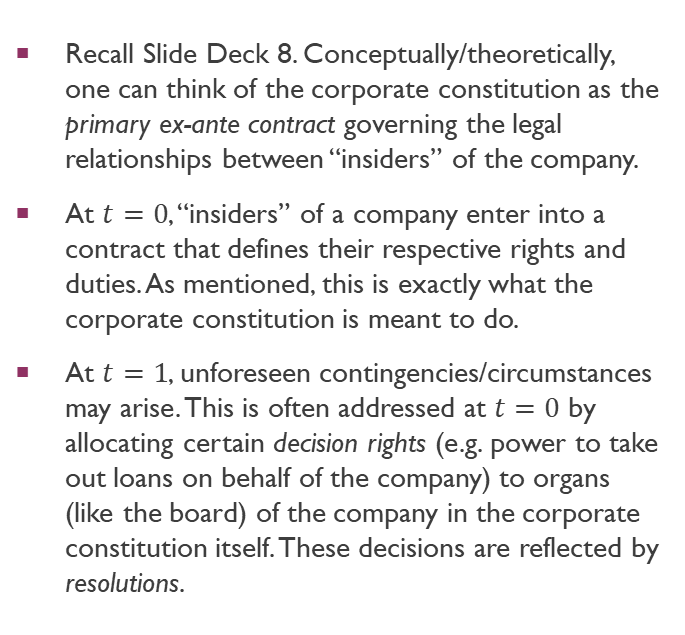 ▪ Recall Slide Deck 8. Conceptually/theoretically,
one can think of the corporate constitution as the
primary ex-ante contract governing the legal
relationships between “insiders” of the company.
▪ At t = 0, “insiders” of a company enter into a
contract that defines their respective rights and
duties. As mentioned, this is exactly what the
corporate constitution is meant to do.
▪ At t = 1, unforeseen contingencies/circumstances
may arise. This is often addressed at t = 0 by
allocating certain decision rights (e.g. power to take
out loans on behalf of the company) to organs
(like the board) of the company in the corporate
constitution itself. These decisions are reflected by
resolutions.